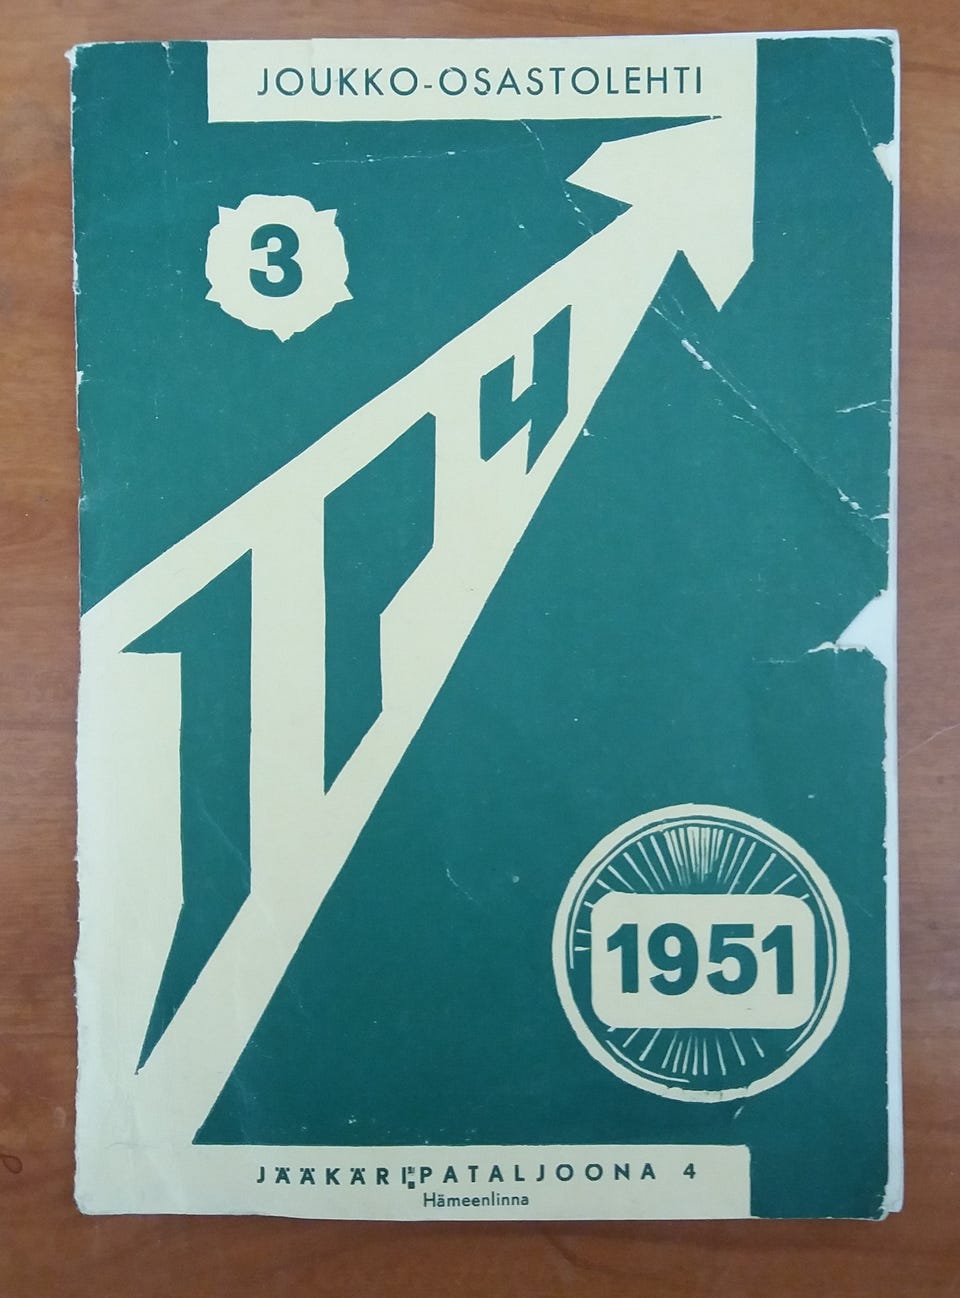 JOUKKO-OSASTOLEHTI
3
JP4
1951
JÄÄKÄRIPATALJOONA 4
Hämeenlinna